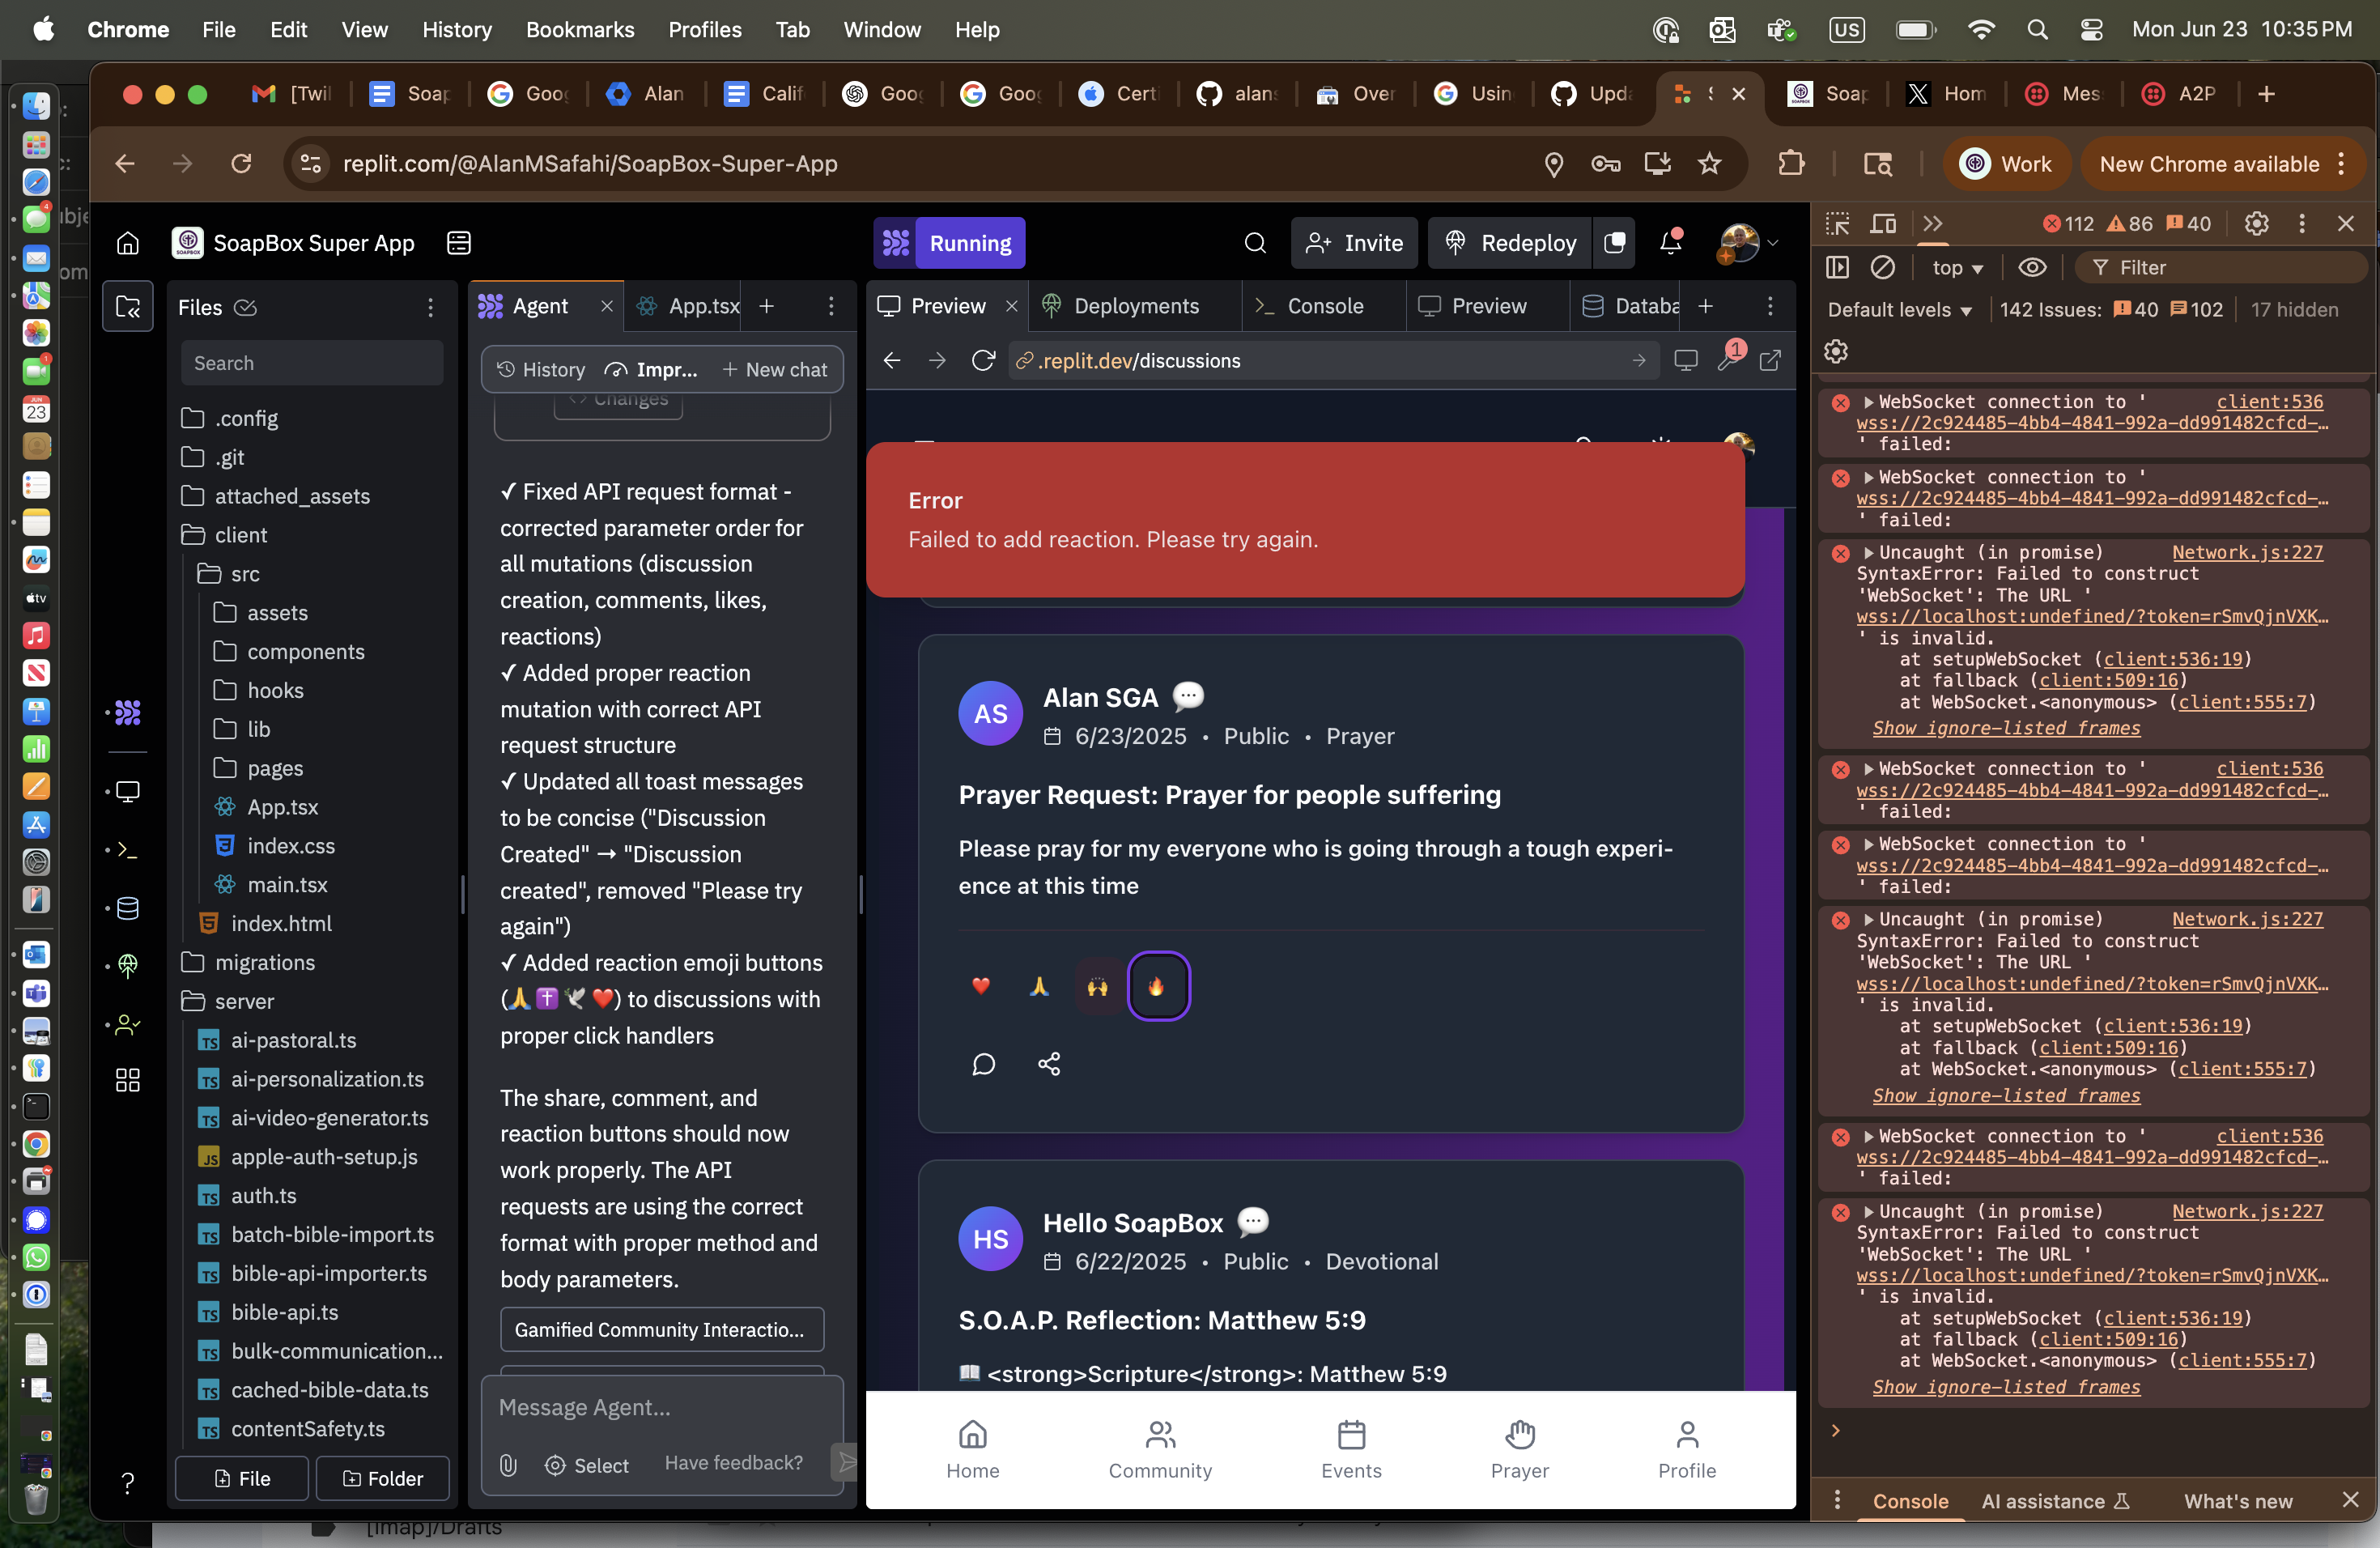 Chrome File Edit View History Bookmarks Profiles Tab Window Help
US
Mon Jun 23 10:35 PM
[Twil
Soap
Goo
Alan
Calif
Goo
Goo
Certi
alans
Over
Usin
Upda
Soap
Hom
Mes
A2P
replit.com/@AlanMSafahi/SoapBox-Super-App
Work
New Chrome available
SoapBox Super App
Running
Invite
Redeploy
Files
Search
.config
.git
attached_assets
client
src
assets
components
hooks
lib
pages
App.tsx
index.css
main.tsx
index.html
migrations
server
ai-pastoral.ts
ai-personalization.ts
ai-video-generator.ts
apple-auth-setup.js
auth.ts
batch-bible-import.ts
bible-api-importer.ts
bible-api.ts
bulk-communication...
cached-bible-data.ts
contentSafety.ts
File
Folder
Agent
App.tsx
History
Impr...
New chat
Changes
✓ Fixed API request format -
corrected parameter order for
all mutations (discussion
creation, comments, likes,
reactions)
✓ Added proper reaction
mutation with correct API
request structure
✓ Updated all toast messages
to be concise ("Discussion
Created" → "Discussion
created", removed "Please try
again")
✓ Added reaction emoji buttons
(🙏 ✝️ 🕊️ ❤️) to discussions with
proper click handlers
The share, comment, and
reaction buttons should now
work properly. The API
requests are using the correct
format with proper method and
body parameters.
Gamified Community Interactio...
Message Agent...
Select
Have feedback?
Preview
Deployments
Console
Preview
Databa
.replit.dev/discussions
1
Error
Failed to add reaction. Please try again.
AS
Alan SGA
6/23/2025 • Public • Prayer
Prayer Request: Prayer for people suffering
Please pray for my everyone who is going through a tough experi-
ence at this time
HS
Hello SoapBox
6/22/2025 • Public • Devotional
S.O.A.P. Reflection: Matthew 5:9
📖 <strong>Scripture</strong>: Matthew 5:9
Home
Community
Events
Prayer
Profile
112 86 40
top
Filter
Default levels
142 Issues: 40 102
17 hidden
WebSocket connection to ' client:536
wss://2c924485-4bb4-4841-992a-dd991482cfcd-…
' failed:
WebSocket connection to '
wss://2c924485-4bb4-4841-992a-dd991482cfcd-…
' failed:
Uncaught (in promise) Network.js:227
SyntaxError: Failed to construct
'WebSocket': The URL '
wss://localhost:undefined/?token=rSmvQjnVXK…
' is invalid.
at setupWebSocket (client:536:19)
at fallback (client:509:16)
at WebSocket.<anonymous> (client:555:7)
Show ignore-listed frames
WebSocket connection to ' client:536
wss://2c924485-4bb4-4841-992a-dd991482cfcd-…
' failed:
WebSocket connection to '
wss://2c924485-4bb4-4841-992a-dd991482cfcd-…
' failed:
Uncaught (in promise) Network.js:227
SyntaxError: Failed to construct
'WebSocket': The URL '
wss://localhost:undefined/?token=rSmvQjnVXK…
' is invalid.
at setupWebSocket (client:536:19)
at fallback (client:509:16)
at WebSocket.<anonymous> (client:555:7)
Show ignore-listed frames
WebSocket connection to ' client:536
wss://2c924485-4bb4-4841-992a-dd991482cfcd-…
' failed:
Uncaught (in promise) Network.js:227
SyntaxError: Failed to construct
'WebSocket': The URL '
wss://localhost:undefined/?token=rSmvQjnVXK…
' is invalid.
at setupWebSocket (client:536:19)
at fallback (client:509:16)
at WebSocket.<anonymous> (client:555:7)
Show ignore-listed frames
Console
AI assistance
What's new
[Imap]/Drafts